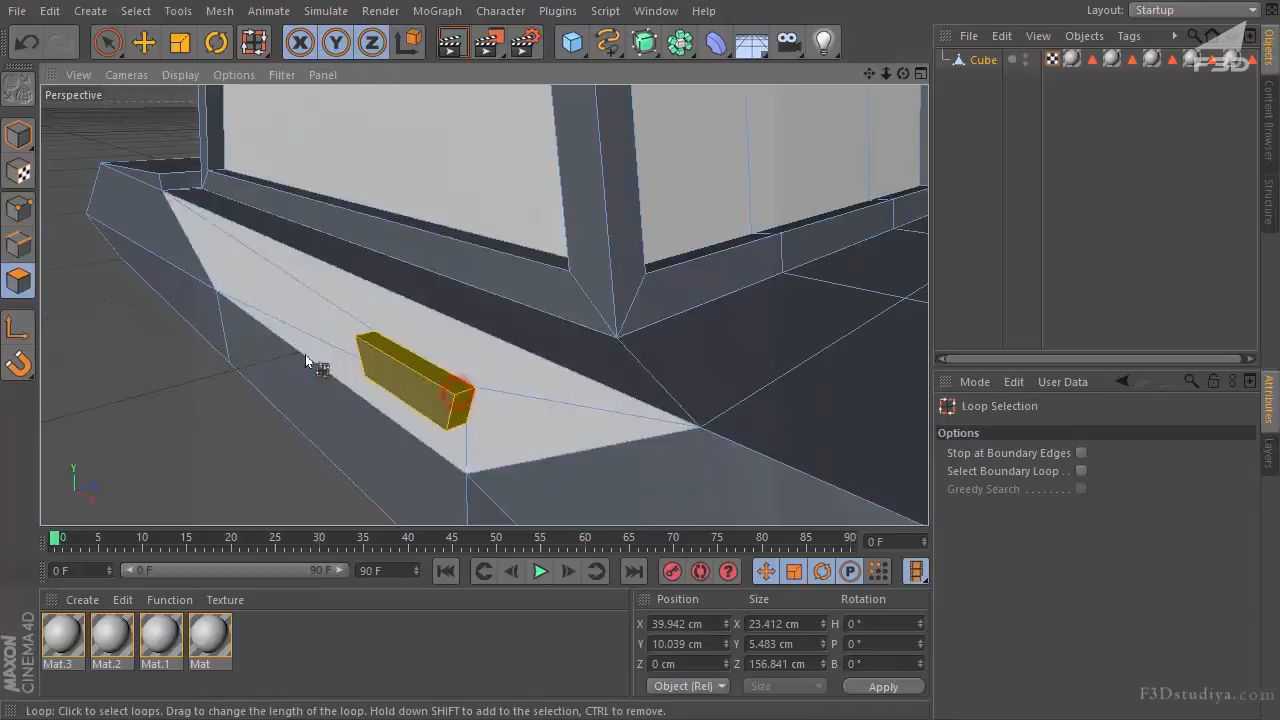 File Edit Create Select Tools Mesh Animate Simulate Render MoGraph Character Plugins Script Window Help Layout: Startup
File Edit View Objects Tags
Cube
F3D
View Cameras Display Options Filter Panel
Perspective
X Y Z
Objects
Content Browser
Structure
Y
Mode Edit User Data
Loop Selection
Options
Stop at Boundary Edges
Select Boundary Loop . .
Greedy Search . . . . . . . .
Attributes
Layers
0 5 10 15 20 25 30 35 40 45 50 55 60 65 70 75 80 85 90 0 F
0 F 0 F 90 F 90 F
Create Edit Function Texture
Mat.3 Mat.2 Mat.1 Mat
Position Size Rotation
X 39.942 cm X 23.412 cm H 0 °
Y 10.039 cm Y 5.483 cm P 0 °
Z 0 cm Z 156.841 cm B 0 °
Object (Rel) Size Apply
MAXON
CINEMA 4D
F3Dstudiya.com
Loop: Click to select loops. Drag to change the length of the loop. Hold down SHIFT to add to the selection, CTRL to remove.